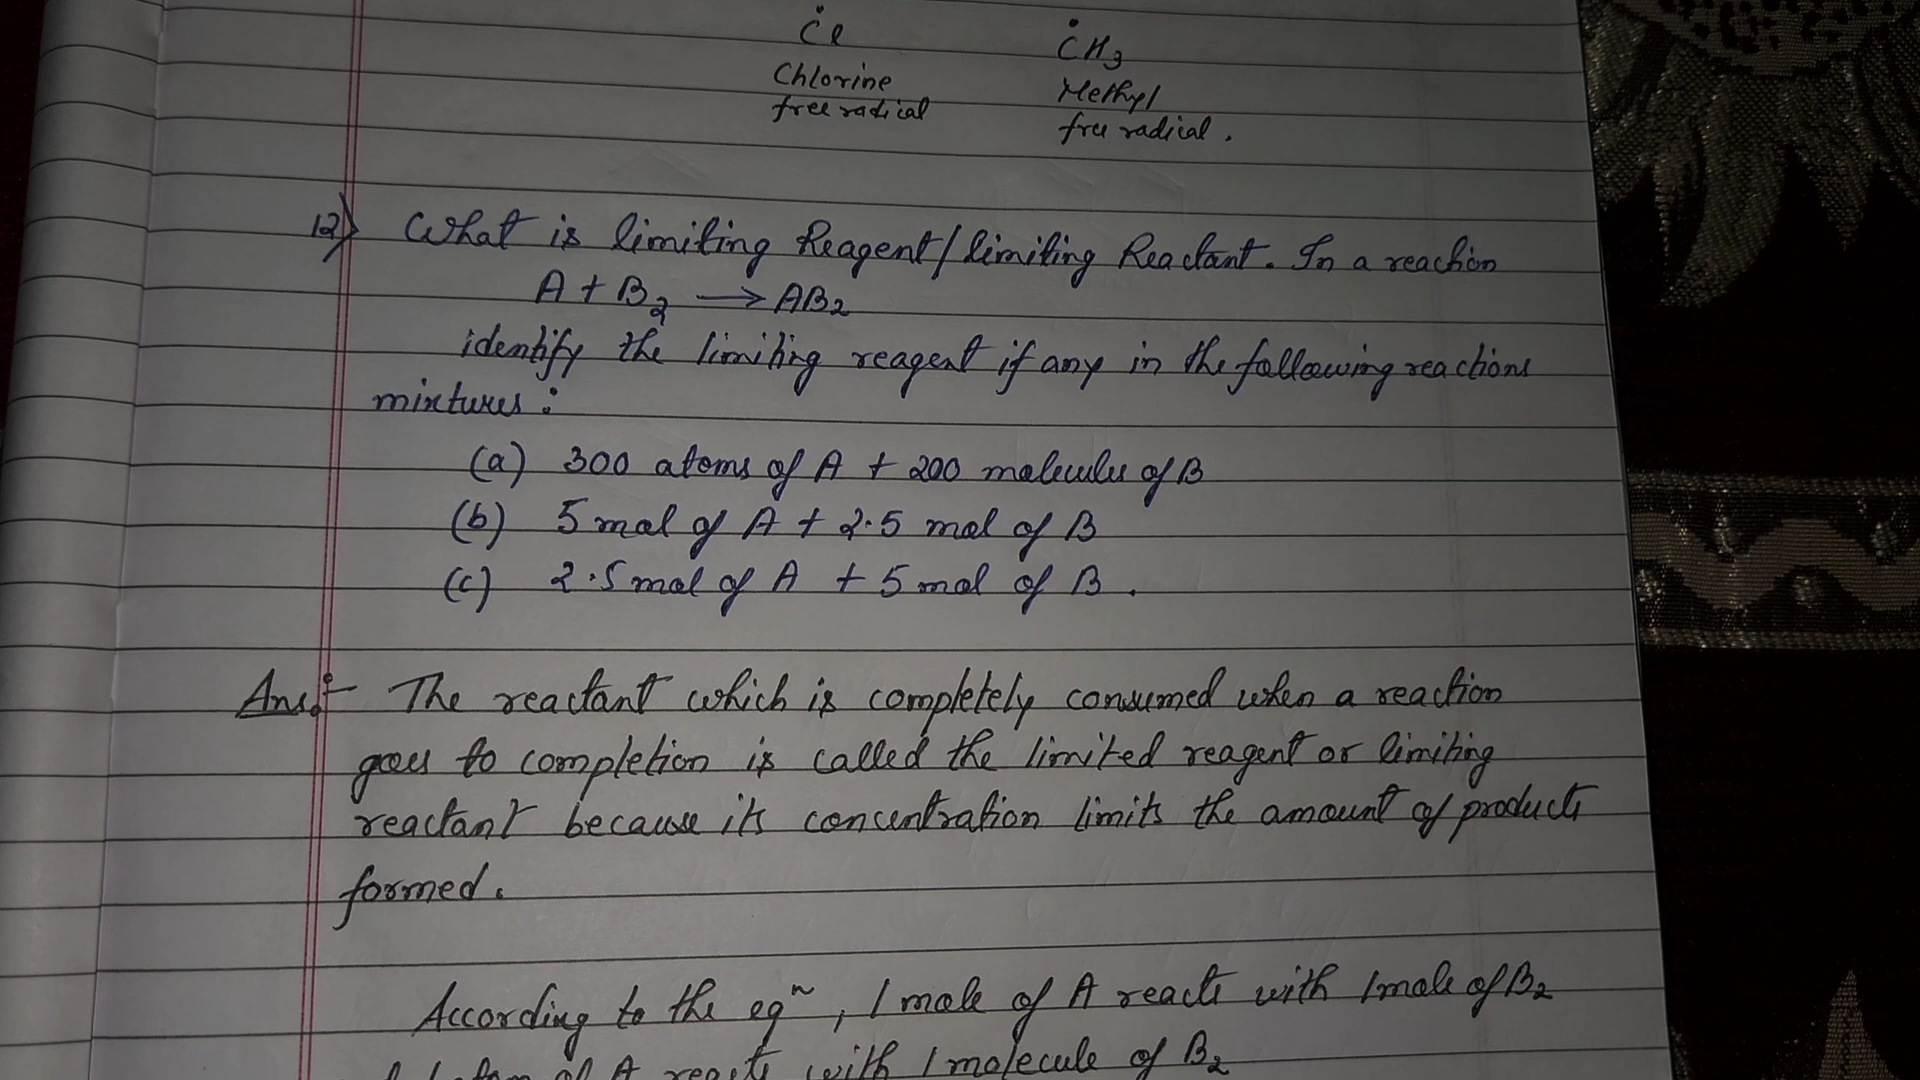 Ċl ĊH₃
Chlorine Methyl
free radical free radical.
12) What is limiting Reagent/limiting Reactant. In a reaction
A + B₂ → AB₂
identify the limiting reagent if any in the following reactions
mixtures:
(a) 300 atoms of A + 200 molecules of B
(b) 5 mol of A + 2.5 mol of B
(c) 2.5 mol of A + 5 mol of B.
Ans:- The reactant which is completely consumed when a reaction
goes to completion is called the limited reagent or limiting
reactant because its concentration limits the amount of products
formed.
According to the eqⁿ, 1 mole of A reacts with 1 mole of B₂
1 atom of A reacts with 1 molecule of B₂